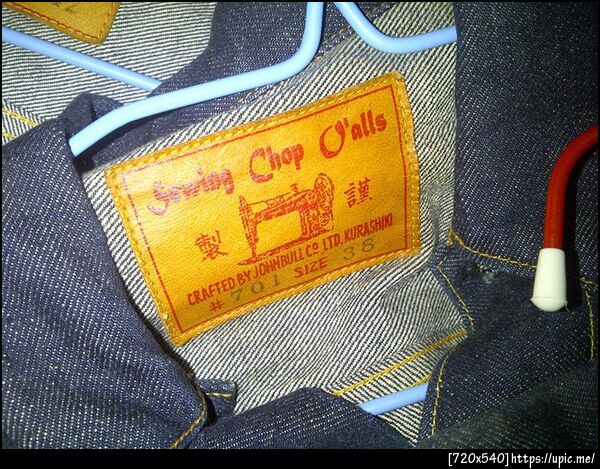 Sewing Chop O'alls
謹
製
CRAFTED BY JOHNBULL CO LTD. KURASHIKI
# 701 SIZE 38
[720x540]https://upic.me/